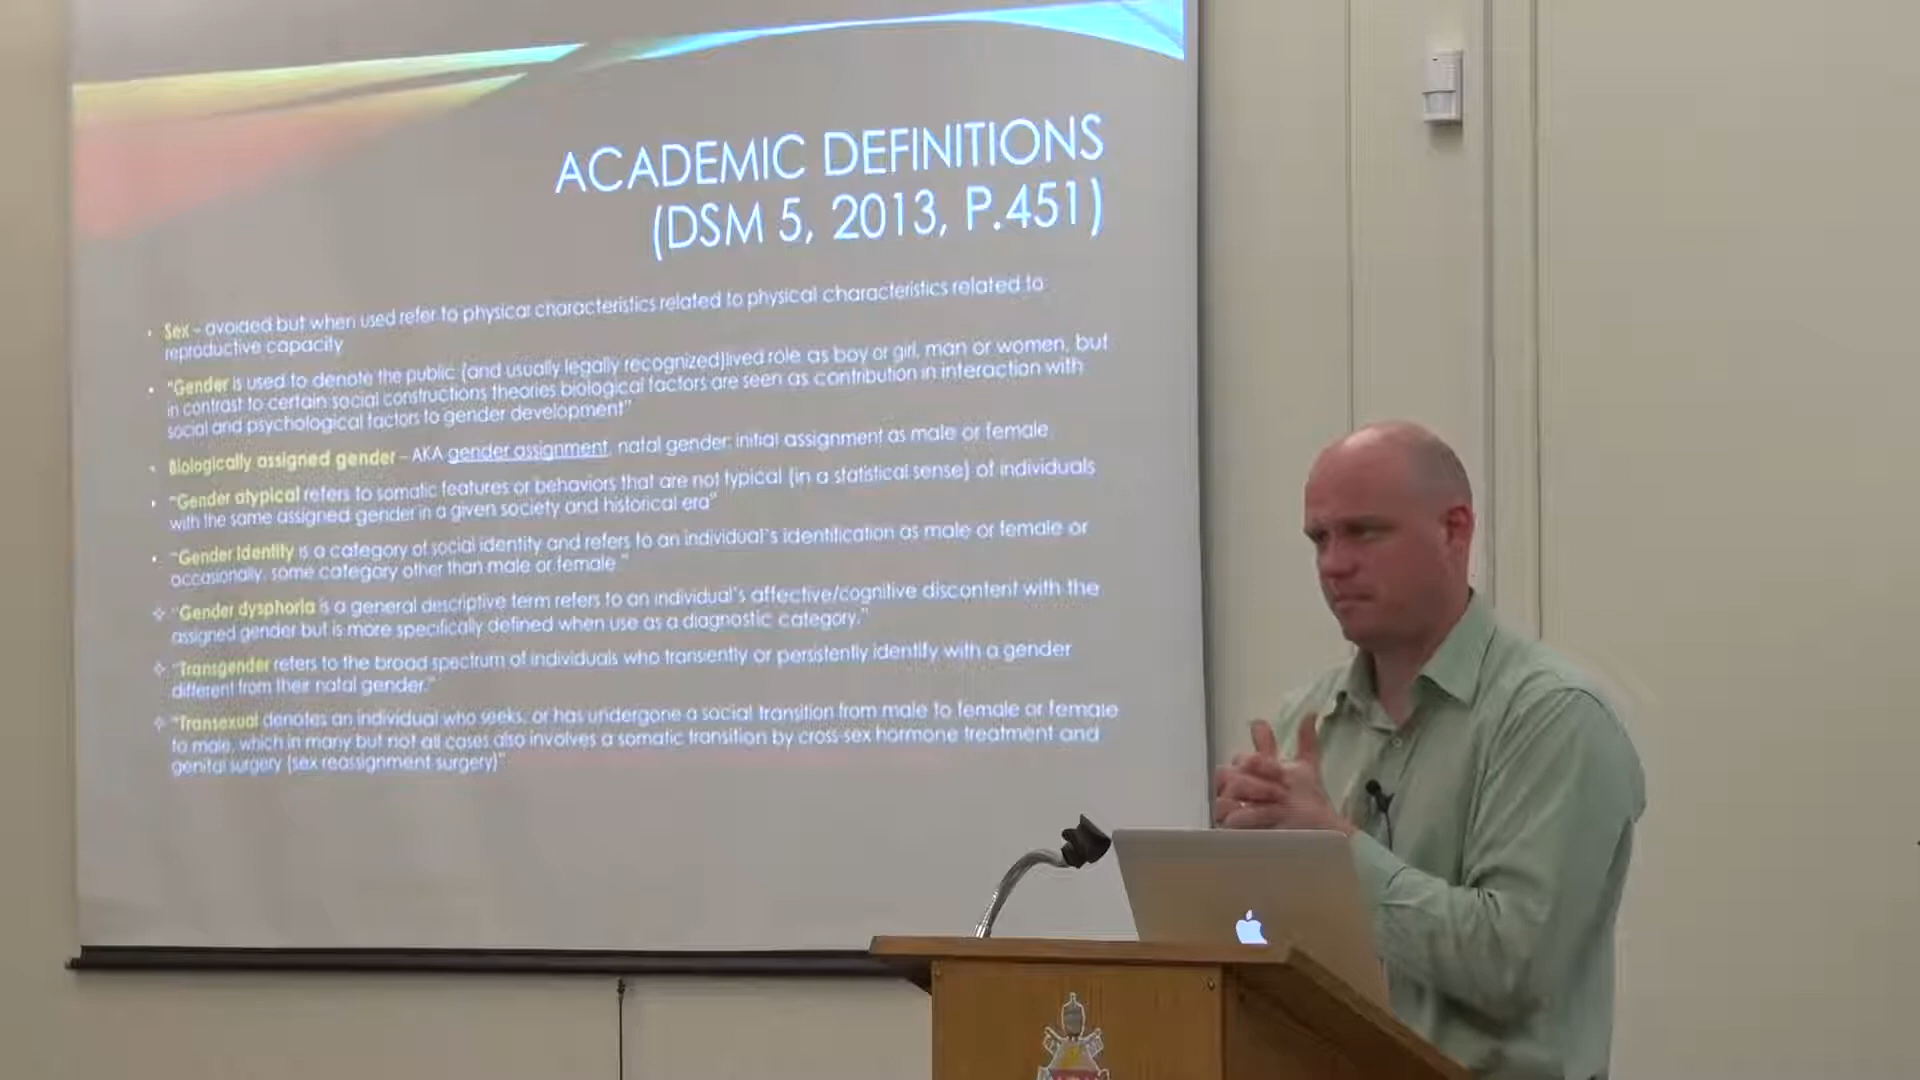 ACADEMIC DEFINITIONS
(DSM 5, 2013, P.451)
• Sex – avoided but when used refer to physical characteristics related to physical characteristics related to
reproductive capacity
• "Gender is used to denote the public (and usually legally recognized)lived role as boy or girl, man or women, but
in contrast to certain social constructions theories biological factors are seen as contribution in interaction with
social and psychological factors to gender development"
• Biologically assigned gender – AKA gender assignment, natal gender; initial assignment as male or female
• "Gender atypical refers to somatic features or behaviors that are not typical (in a statistical sense) of individuals
with the same assigned gender in a given society and historical era"
• "Gender Identity is a category of social identity and refers to an individual's identification as male or female or
occasionally, some category other than male or female."
❖ "Gender dysphoria is a general descriptive term refers to an individual's affective/cognitive discontent with the
assigned gender but is more specifically defined when use as a diagnostic category."
❖ "Transgender refers to the broad spectrum of individuals who transiently or persistently identify with a gender
different from their natal gender."
❖ "Transexual denotes an individual who seeks, or has undergone a social transition from male to female or female
to male, which in many but not all cases also involves a somatic transition by cross sex hormone treatment and
genital surgery (sex reassignment surgery)"